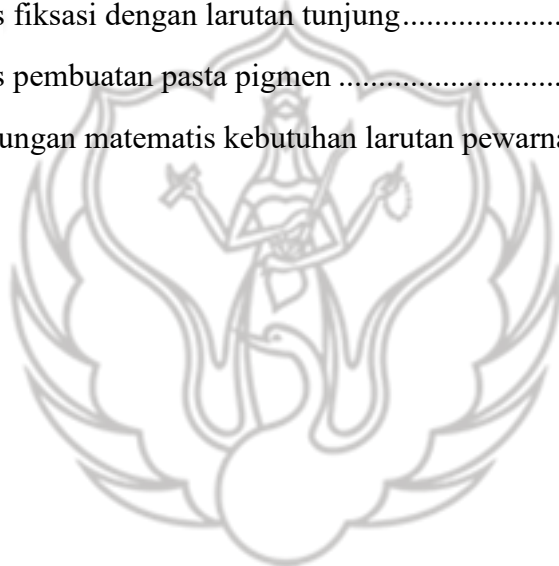 s fiksasi dengan larutan tunjung....................
s pembuatan pasta pigmen ............................
ungan matematis kebutuhan larutan pewarna